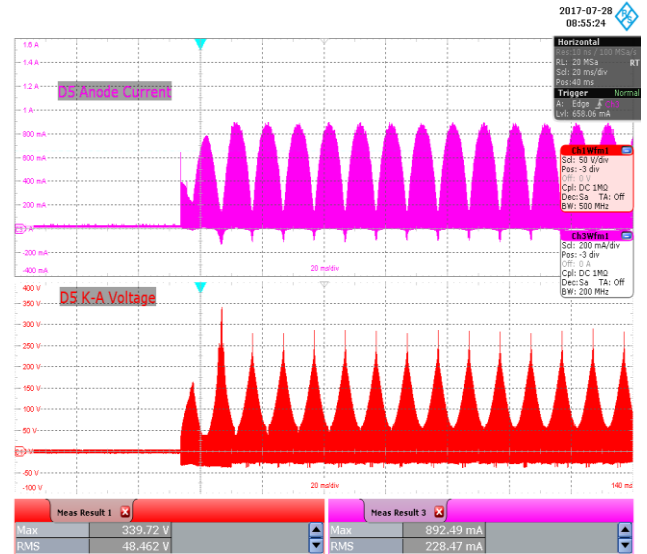 2017-07-28
08:55:24
Horizontal
RL: 20 MSa RT
Scl: 20 ms/div
Pos:40 ms
Trigger Normal
A: Edge
Lvl: 658.06 mA
1.6 A
1.4 A
1.2 A
1 A
800 mA
600 mA
400 mA
200 mA
-200 mA
-400 mA
D5 Anode Current
20 ms/div
Ch1Wfm1
Scl: 50 V/div
Pos: -3 div
Off: 0 V
Cpl: DC 1MΩ
Dec:Sa TA: Off
BW: 500 MHz
Ch3Wfm1
Scl: 200 mA/div
Pos: -3 div
Off: 0 A
Cpl: DC 1MΩ
Dec:Sa TA: Off
BW: 200 MHz
400 V
350 V
300 V
250 V
200 V
150 V
100 V
50 V
-50 V
-100 V
D5 K-A Voltage
20 ms/div
140 ms
Meas Result 1
Max 339.72 V
RMS 48.462 V
Meas Result 3
Max 892.49 mA
RMS 228.47 mA